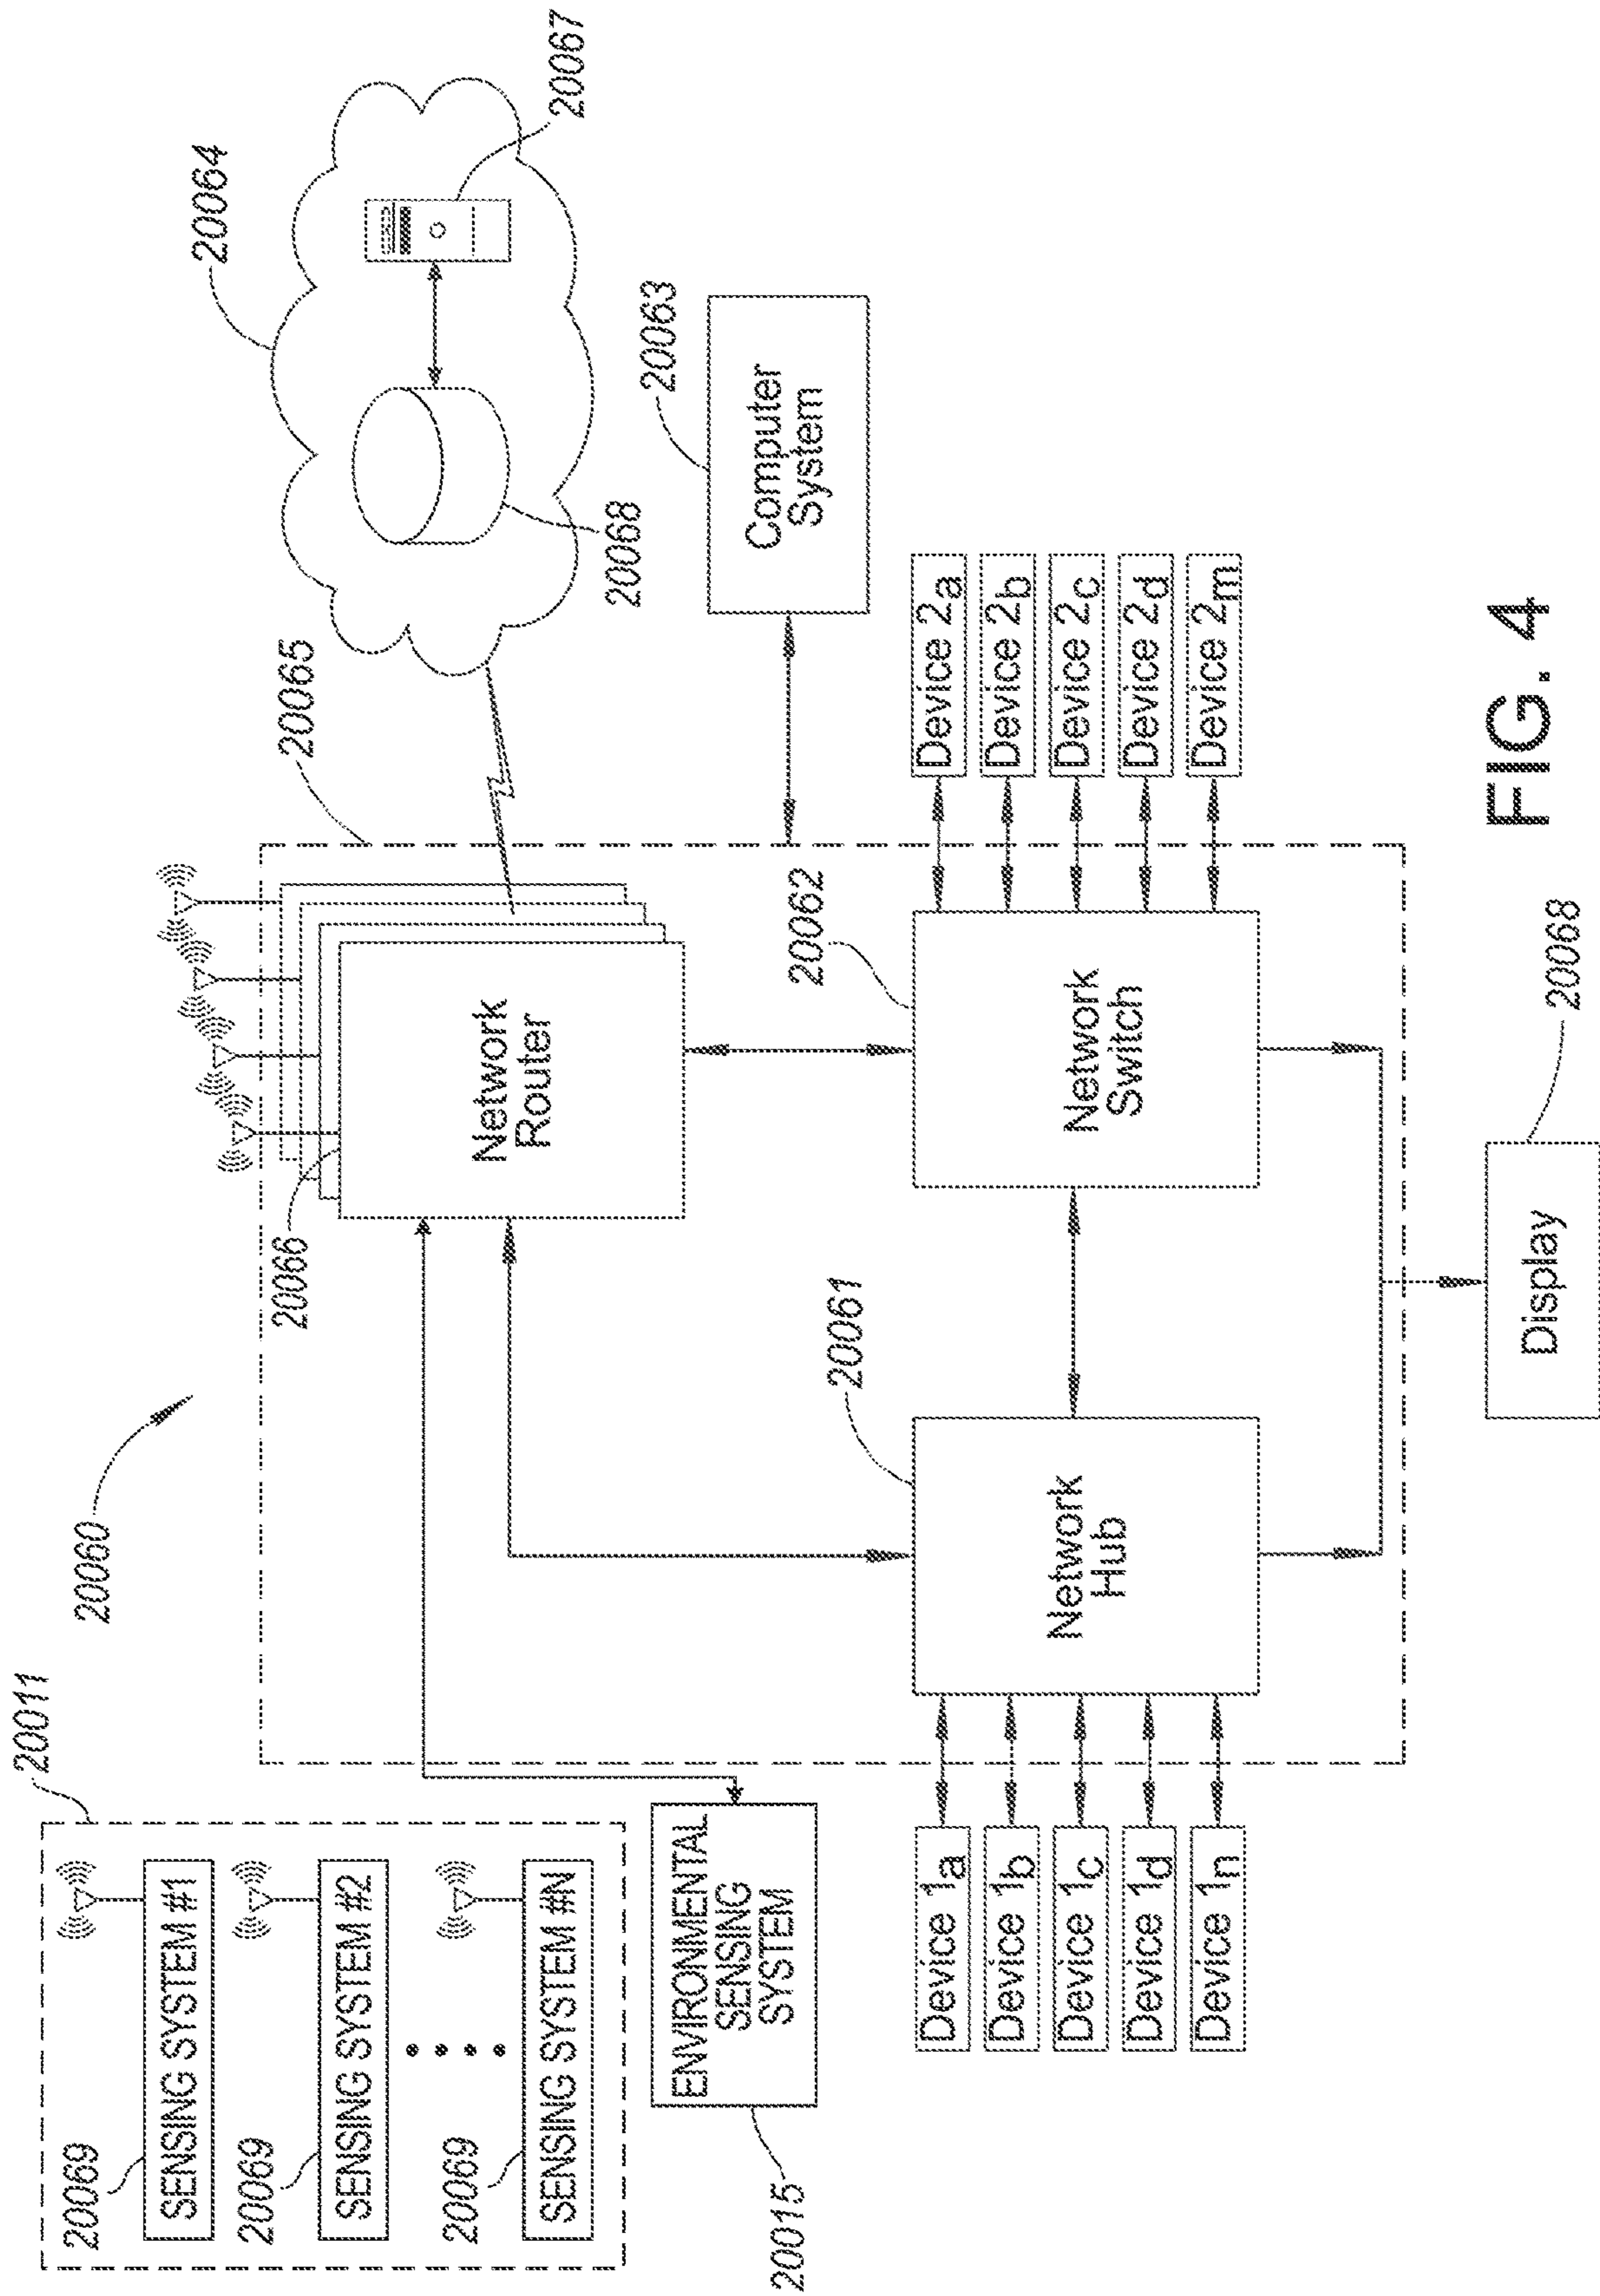 20011
20069
SENSING SYSTEM #1
20069
SENSING SYSTEM #2
20069
SENSING SYSTEM #N
20015
ENVIRONMENTAL
SENSING
SYSTEM
20060
20066
Network
Router
20065
20064
20067
20068
20063
Computer
System
20061
Network
Hub
20062
Network
Switch
Device 1a
Device 1b
Device 1c
Device 1d
Device 1n
Device 2a
Device 2b
Device 2c
Device 2d
Device 2m
Display
20068
FIG. 4